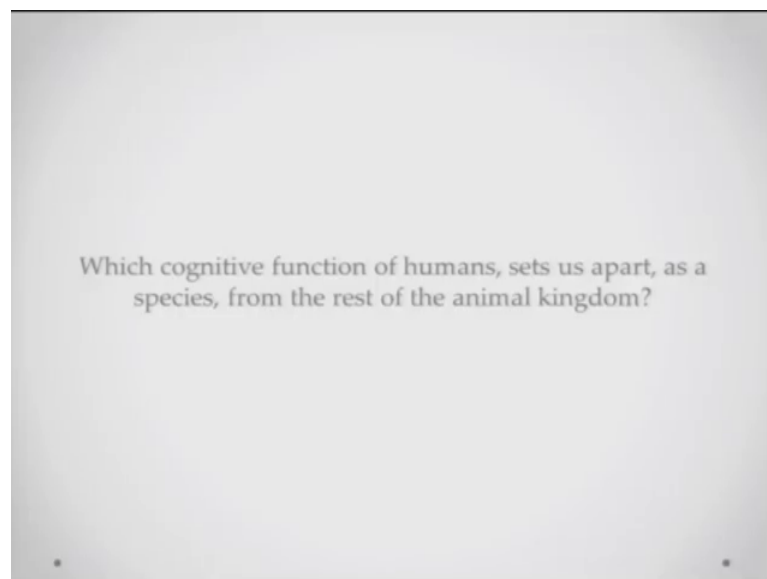 Which cognitive function of humans, sets us apart, as a
species, from the rest of the animal kingdom?